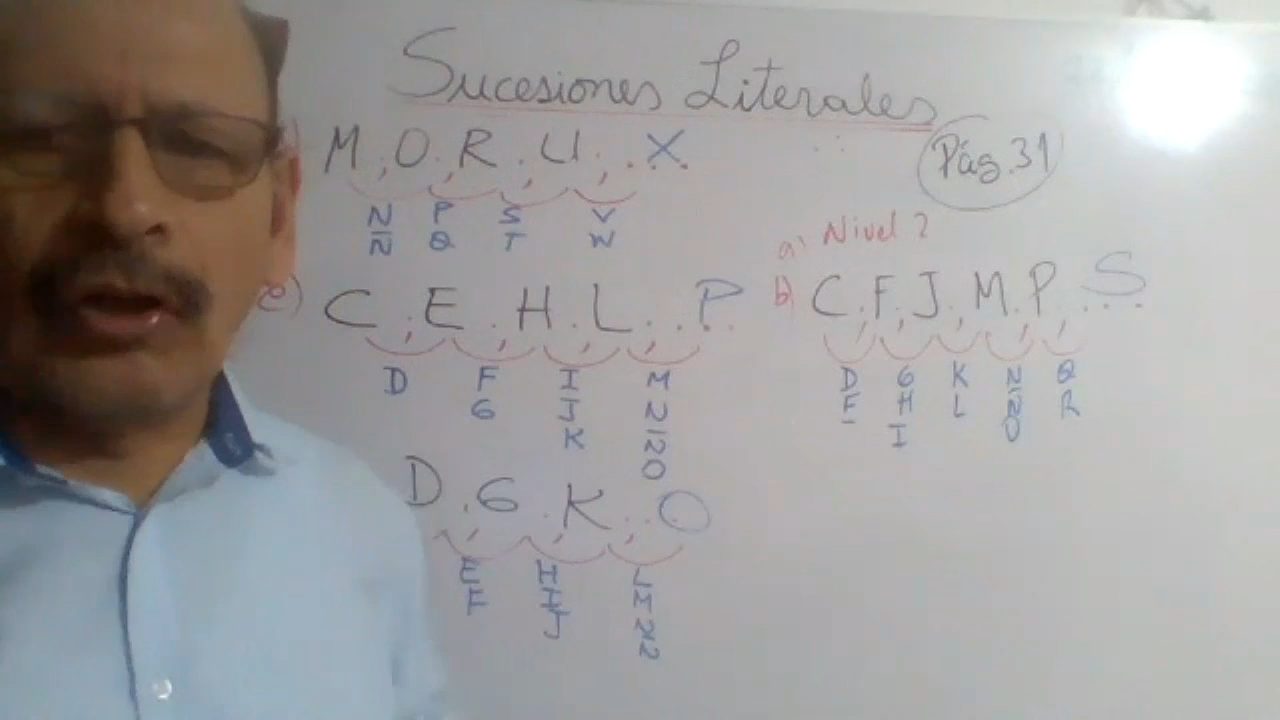 Sucesiones Literales
Pág. 31
M, O, R, U, ... X
N P S V
Ñ Q T W
a) Nivel 2
e) C, E, H, L, ... P
D F I M
G J N
K Ñ
O
b) C, F, J, M, P, ... S
D G K N Q
E H L Ñ R
I O
D, G, K, ... O
E H L
F I M
J N
Ñ